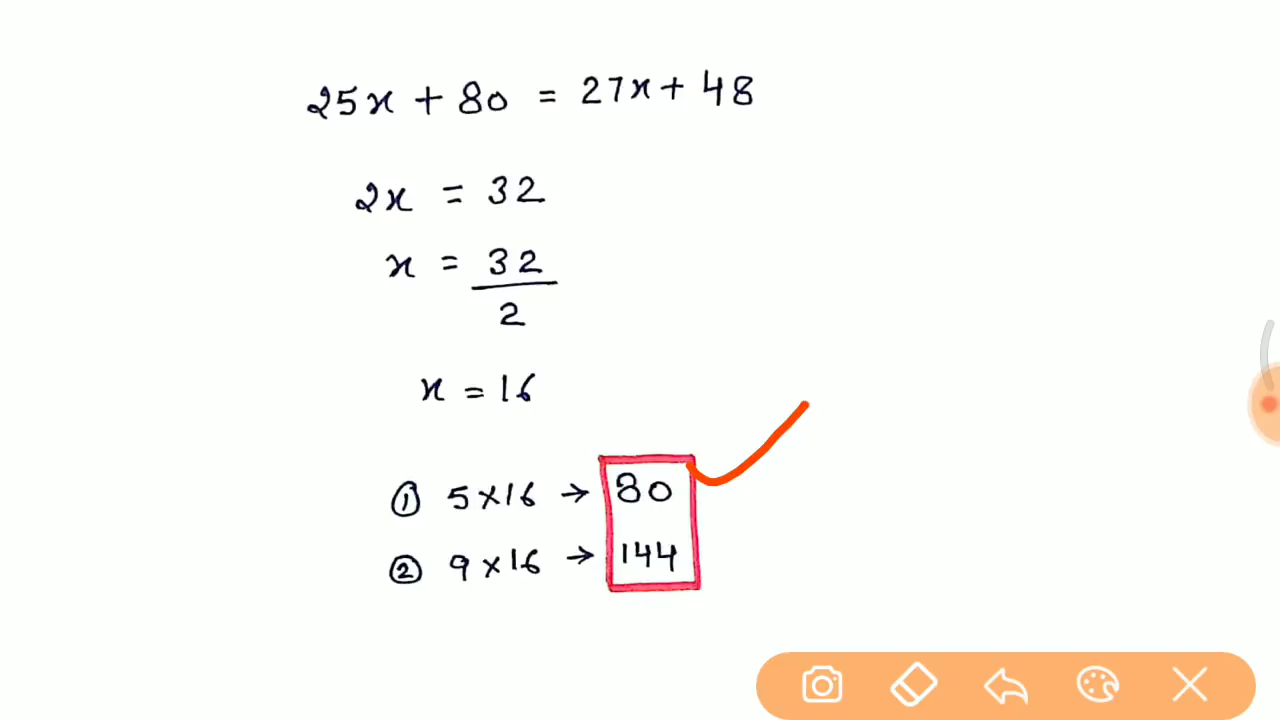 25x + 80 = 27x + 48
2x = 32
x = 32/2
x = 16
① 5×16 → 80
② 9×16 → 144